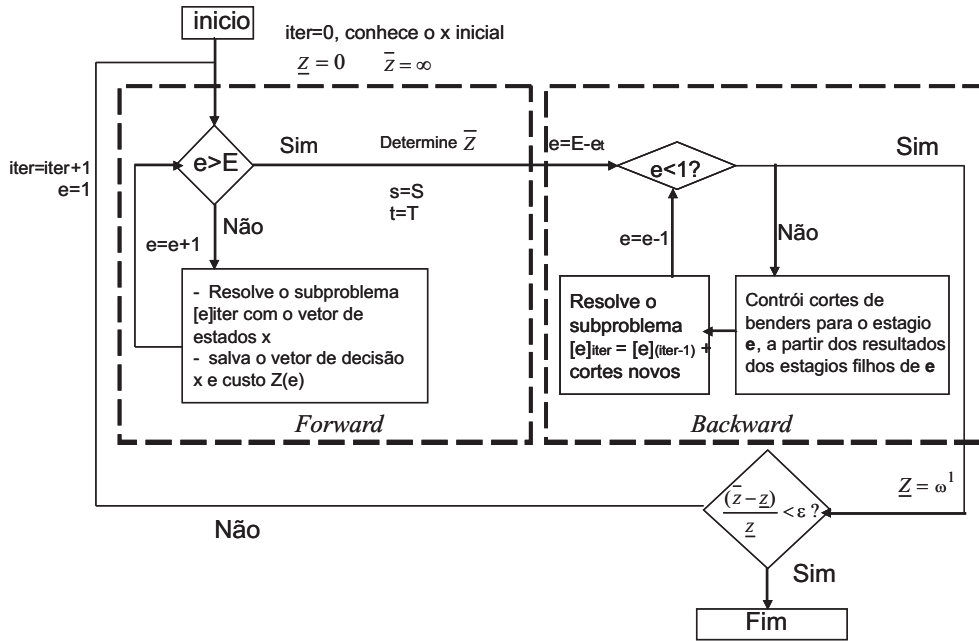 inicio
iter=0, conhece o x inicial
Z = 0 z̅ = ∞
iter=iter+1
e=1
e>E
Sim
Determine Z̅
s=S
t=T
Não
e=e+1
- Resolve o subproblema
[e]iter com o vetor de
estados x
- salva o vetor de decisão
x e custo Z(e)
Forward
e=E-et
e<1?
Sim
Não
e=e-1
Resolve o
subproblema
[e]iter = [e](iter-1) +
cortes novos
Contrói cortes de
benders para o estagio
e, a partir dos resultados
dos estagios filhos de e
Backward
Z = ω¹
(z̅ - z)
z
< ε ?
Não
Sim
Fim